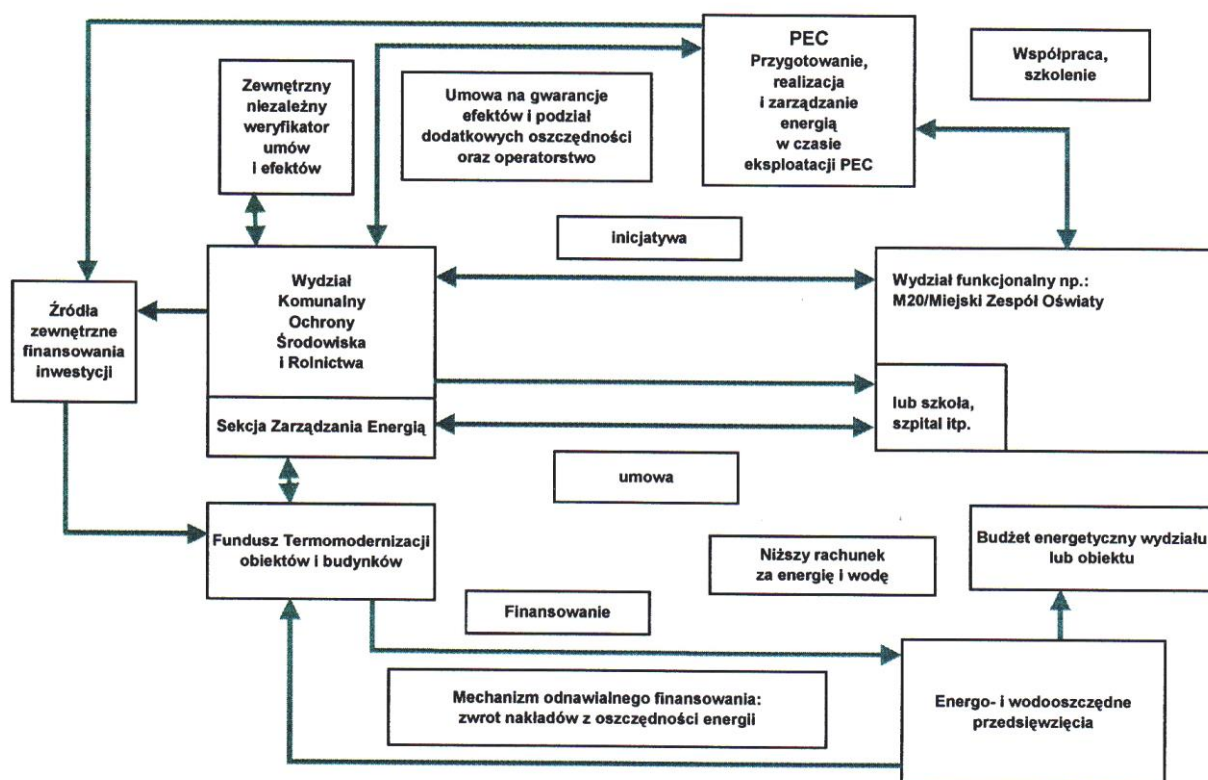 PEC
Przygotowanie,
realizacja
i zarządzanie
energią
w czasie
eksploatacji PEC
Współpraca,
szkolenie
Zewnętrzny
niezależny
weryfikator
umów
i efektów
Umowa na gwarancje
efektów i podział
dodatkowych oszczędności
oraz operatorstwo
inicjatywa
Źródła
zewnętrzne
finansowania
inwestycji
Wydział
Komunalny
Ochrony
Środowiska
i Rolnictwa
Sekcja Zarządzania Energią
Wydział funkcjonalny np.:
M20/Miejski Zespół Oświaty
lub szkoła,
szpital itp.
umowa
Fundusz Termomodernizacji
obiektów i budynków
Niższy rachunek
za energię i wodę
Budżet energetyczny wydziału
lub obiektu
Finansowanie
Mechanizm odnawialnego finansowania:
zwrot nakładów z oszczędności energii
Energo- i wodooszczędne
przedsięwzięcia